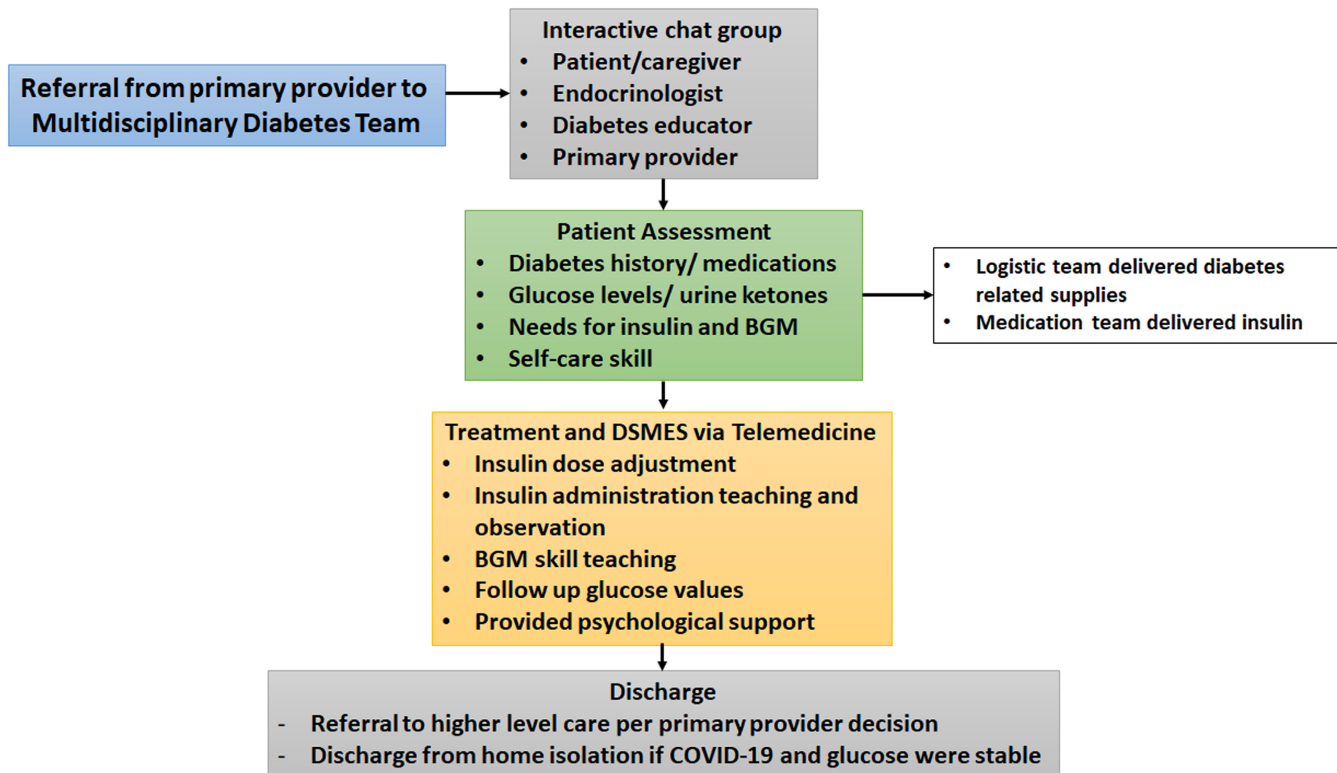 Referral from primary provider to
Multidisciplinary Diabetes Team
Interactive chat group
• Patient/caregiver
• Endocrinologist
• Diabetes educator
• Primary provider
Patient Assessment
• Diabetes history/ medications
• Glucose levels/ urine ketones
• Needs for insulin and BGM
• Self-care skill
• Logistic team delivered diabetes
related supplies
• Medication team delivered insulin
Treatment and DSMES via Telemedicine
• Insulin dose adjustment
• Insulin administration teaching and
observation
• BGM skill teaching
• Follow up glucose values
• Provided psychological support
Discharge
- Referral to higher level care per primary provider decision
- Discharge from home isolation if COVID-19 and glucose were stable